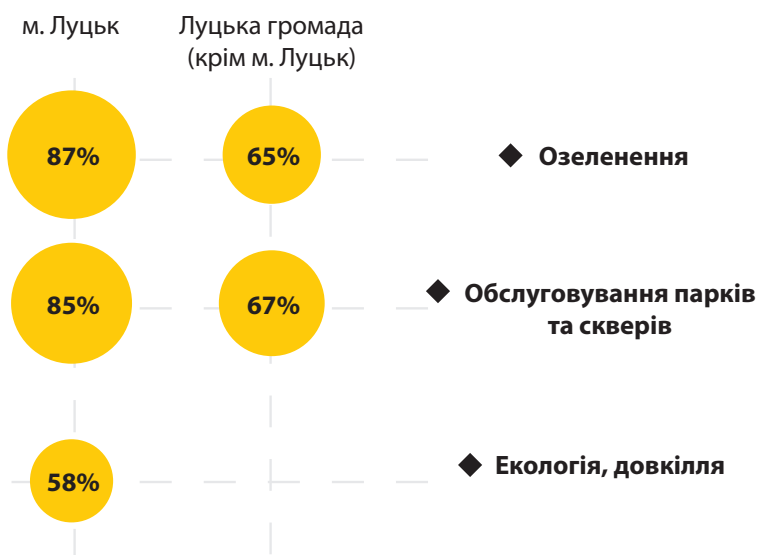 м. Луцьк
Луцька громада
(крім м. Луцьк)
87%
65%
Озеленення
85%
67%
Обслуговування парків
та скверів
58%
Екологія, довкілля